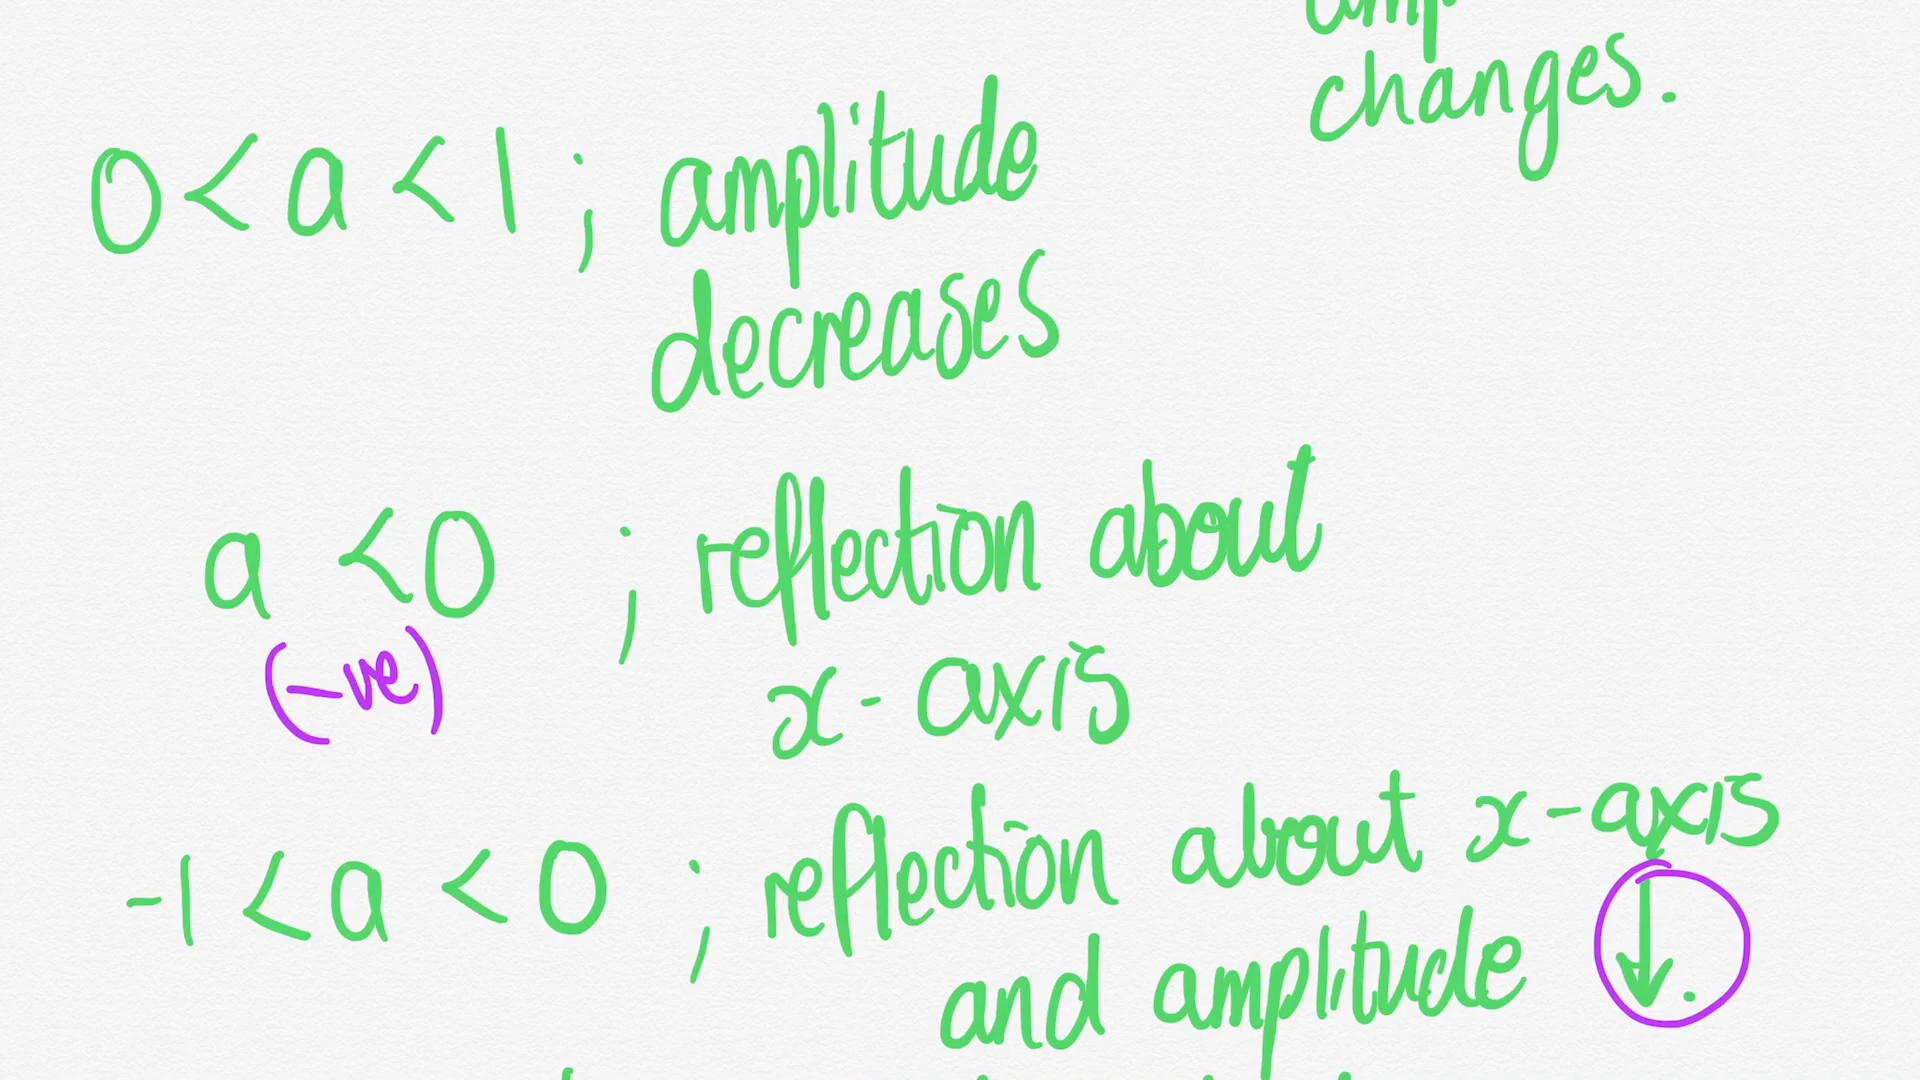 changes.
0 < a < 1 ; amplitude
decreases
a < 0 ; reflection about
(-ve)
x - axis
-1 < a < 0 ; reflection about x - axis
and amplitude ↓.